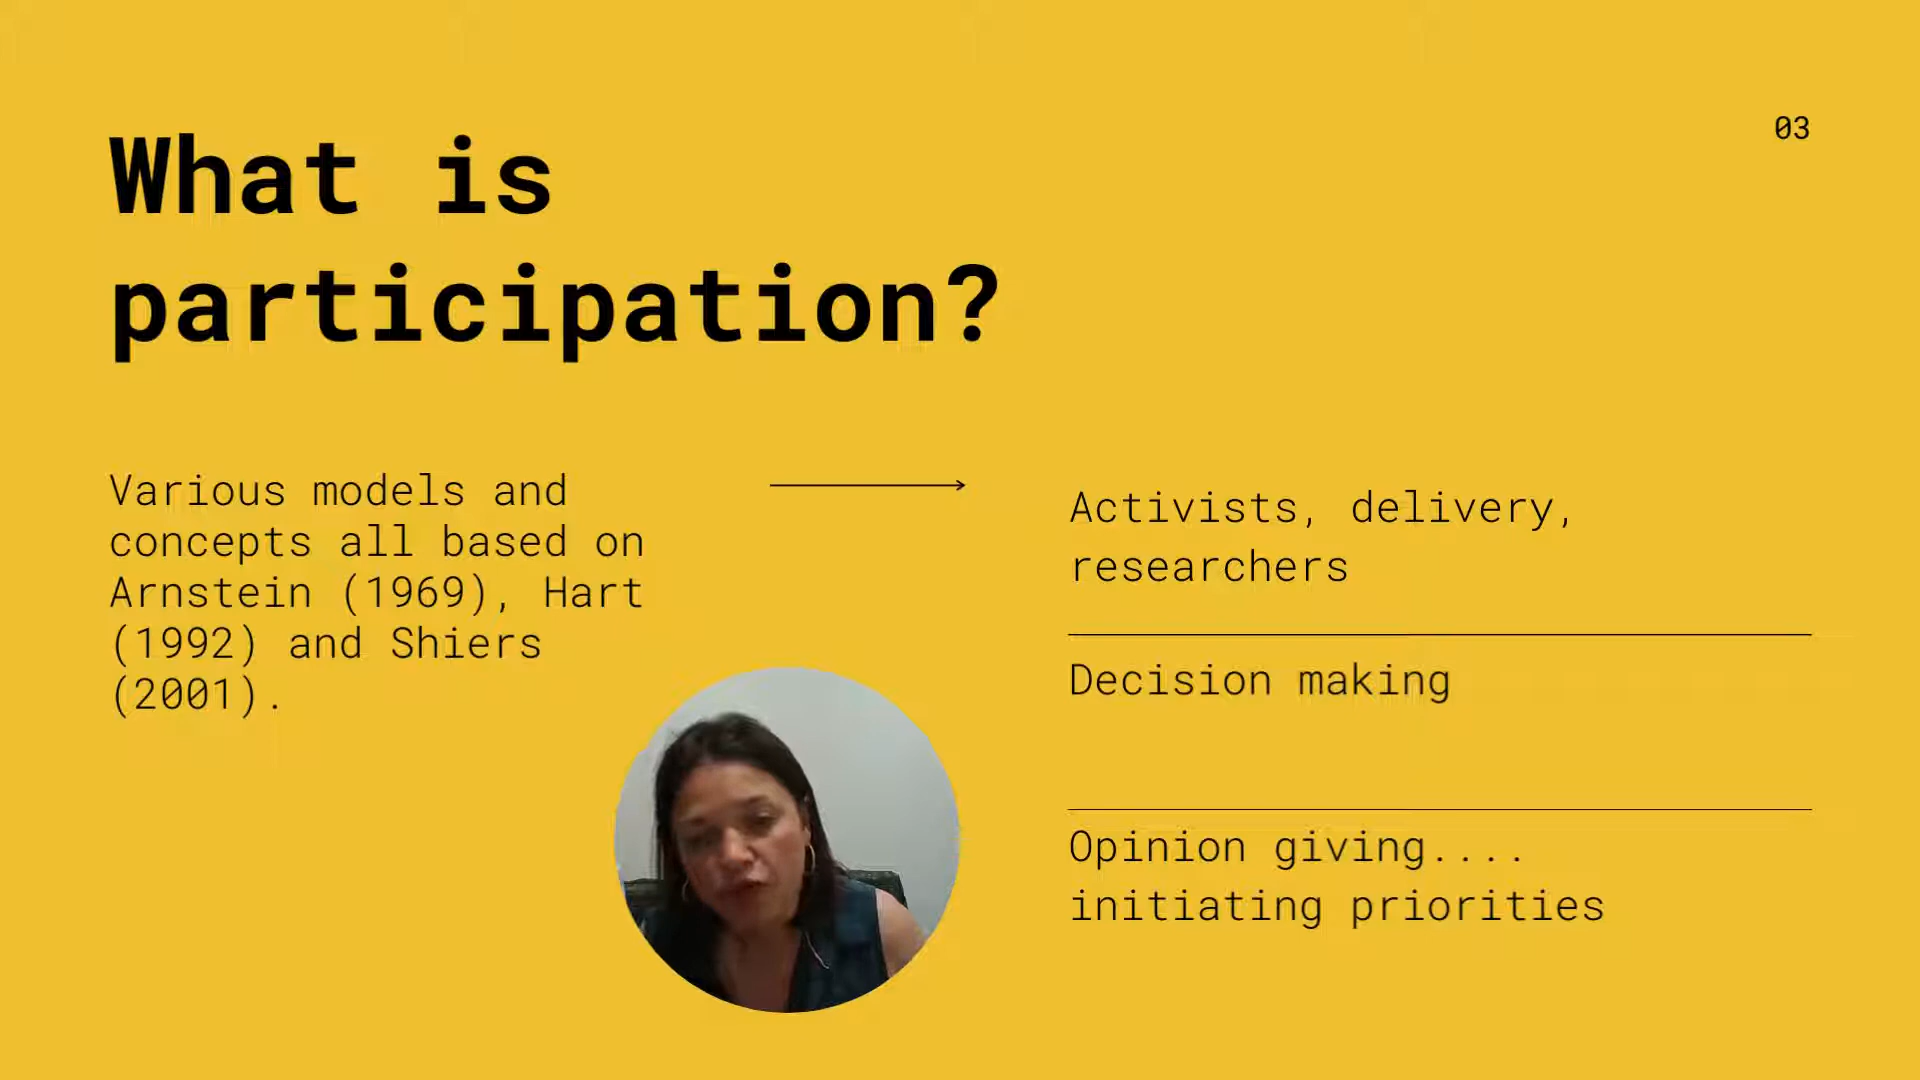 03
What is
participation?
Various models and
concepts all based on
Arnstein (1969), Hart
(1992) and Shiers
(2001).
Activists, delivery,
researchers
Decision making
Opinion giving....
initiating priorities